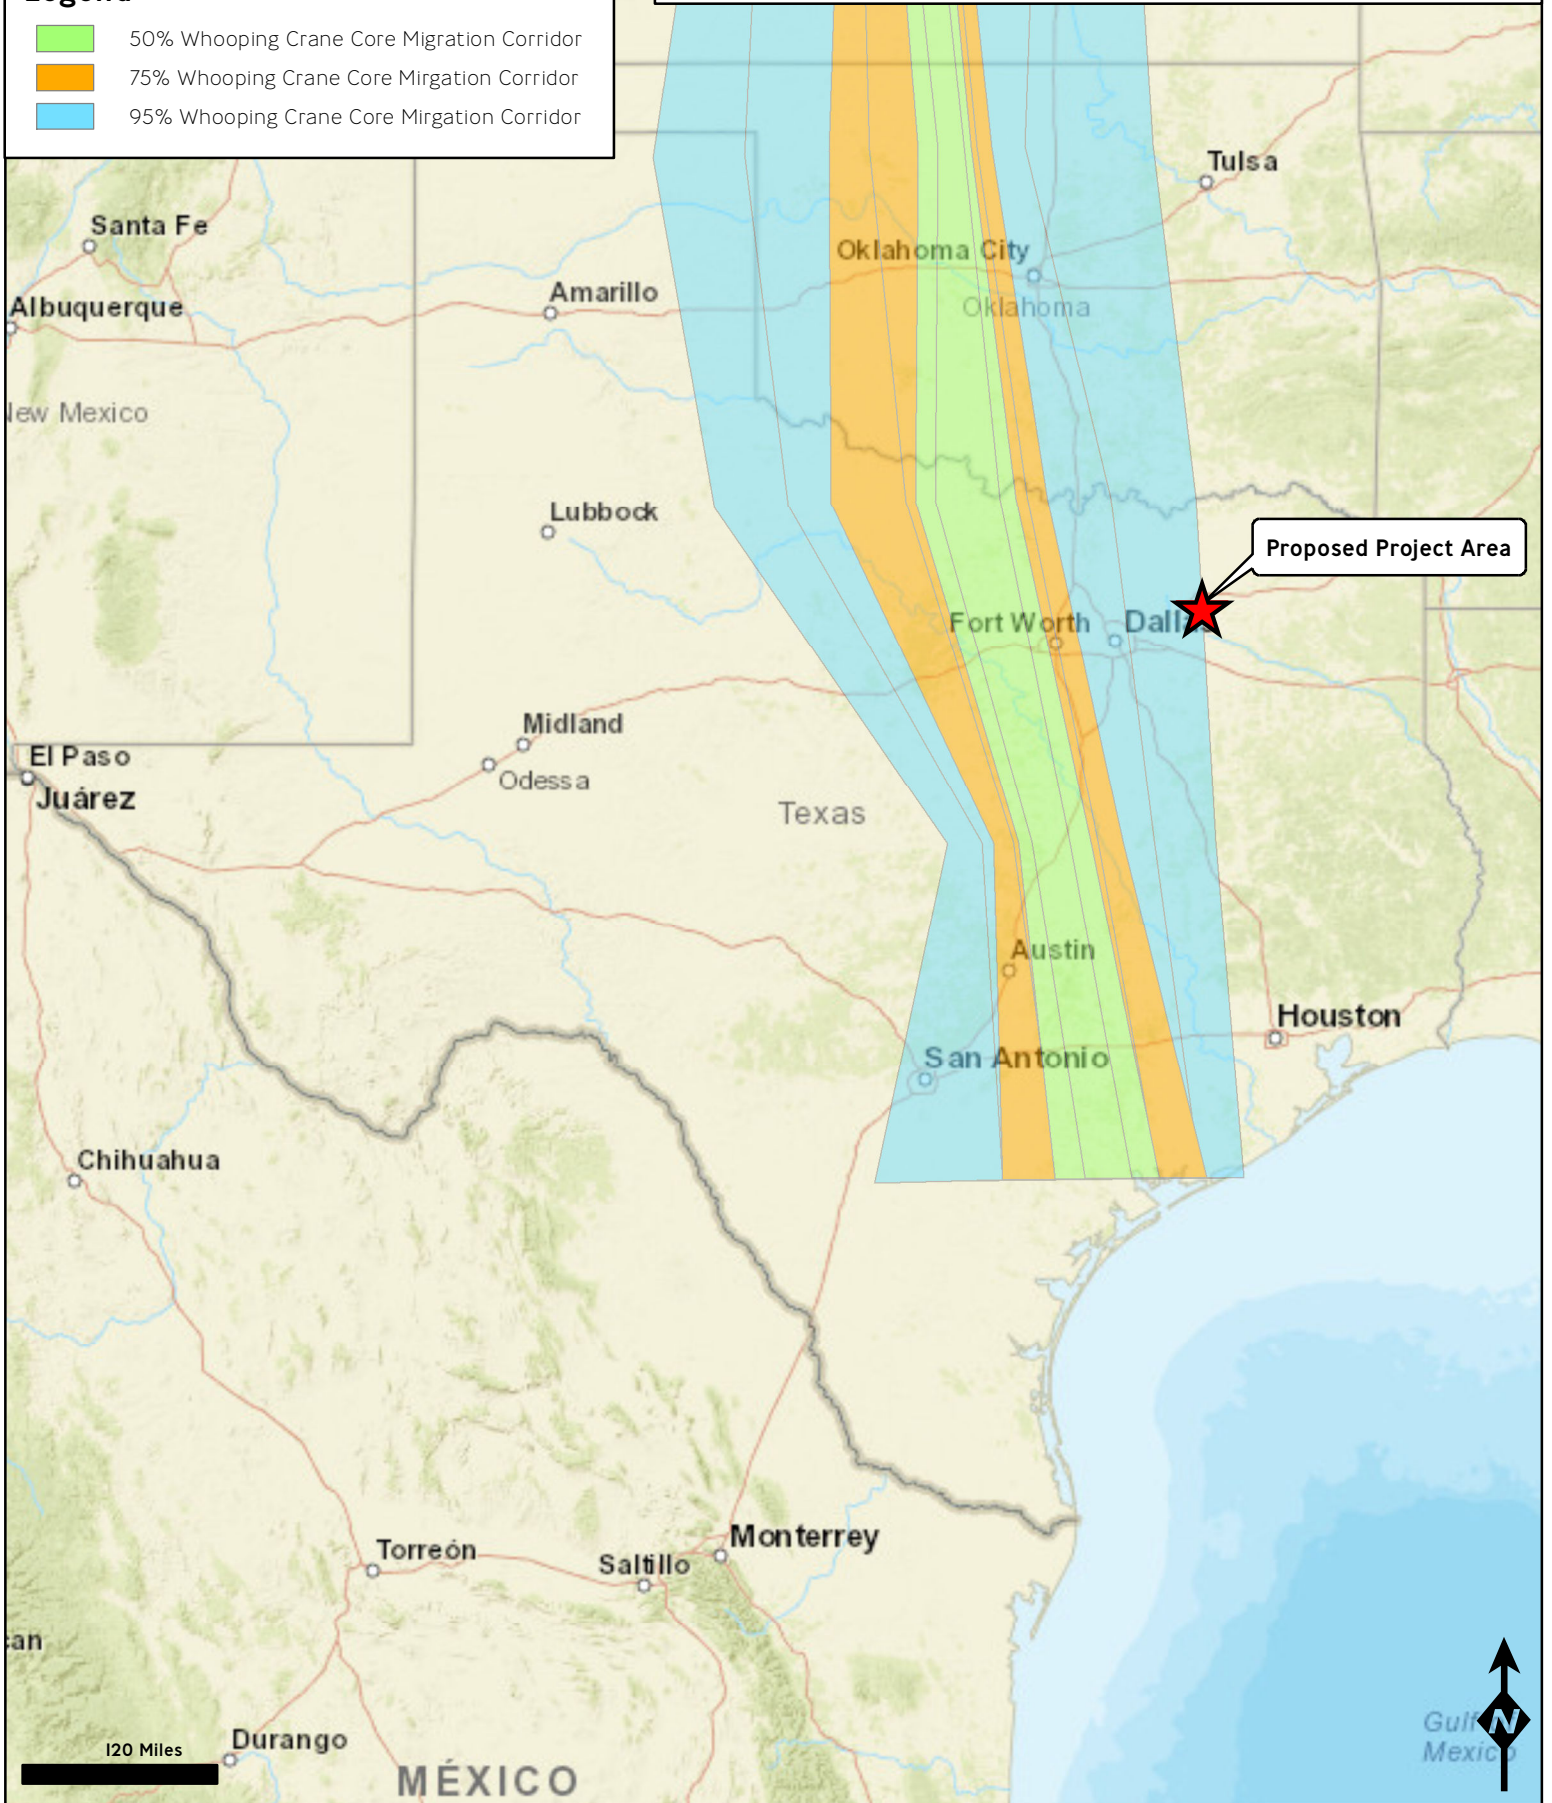 Legend
50% Whooping Crane Core Migration Corridor
75% Whooping Crane Core Mirgation Corridor
95% Whooping Crane Core Mirgation Corridor
Tulsa
Santa Fe
Oklahoma City
Amarillo
Albuquerque
Oklahoma
New Mexico
Lubbock
Proposed Project Area
Fort Worth
Dallas
Midland
El Paso
Odessa
Juárez
Texas
Austin
Houston
San Antonio
Chihuahua
Monterrey
Torreón
Saltillo
can
Gulf
Mexico
N
Durango
120 Miles
MÉXICO